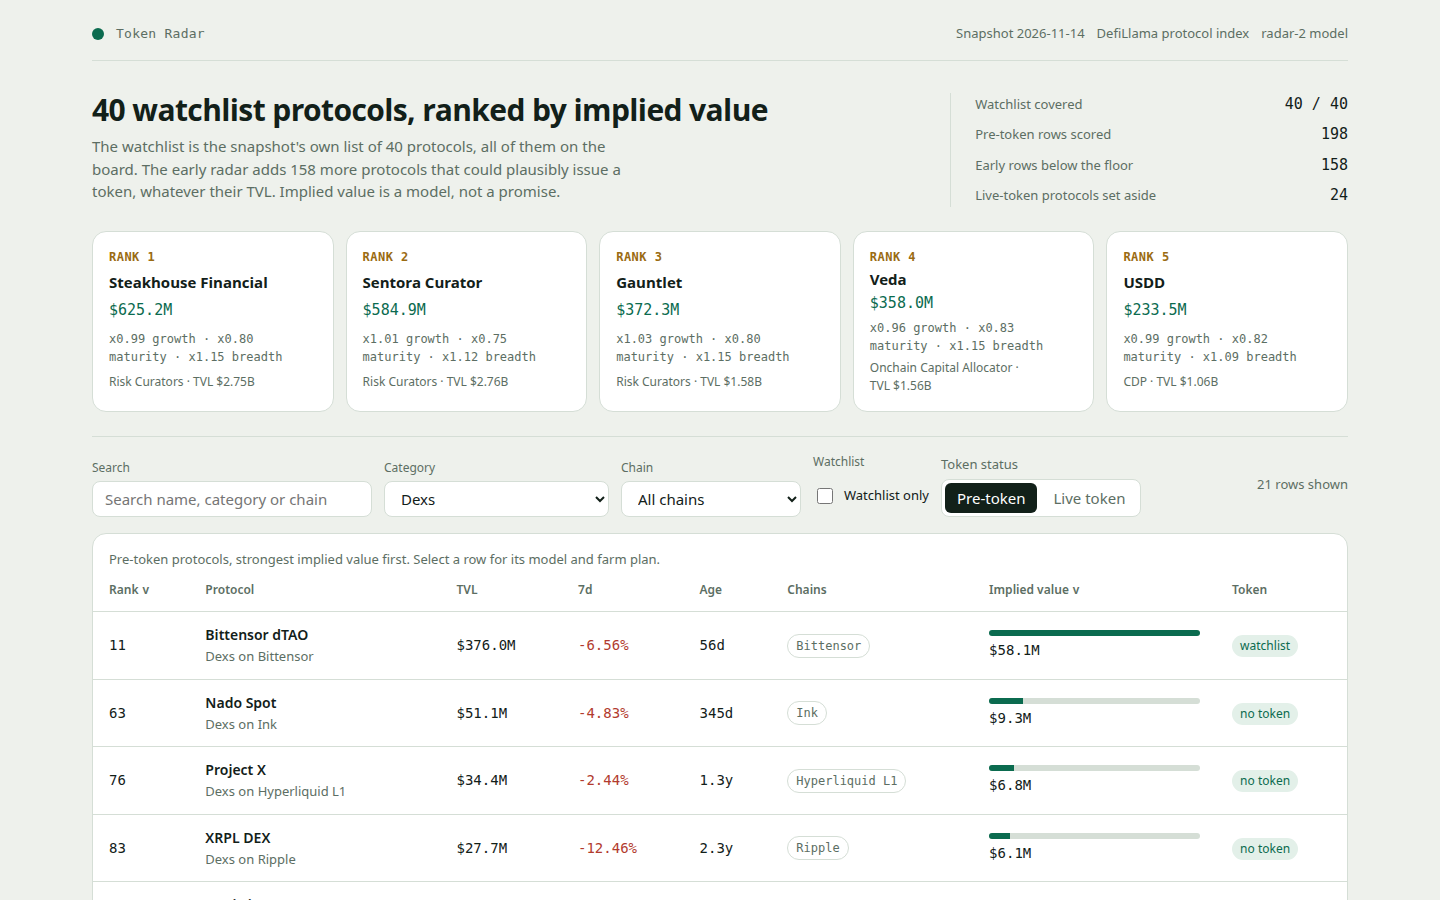 Token Radar
Snapshot 2026-11-14 DefiLlama protocol index radar-2 model
40 watchlist protocols, ranked by implied value
The watchlist is the snapshot's own list of 40 protocols, all of them on the
board. The early radar adds 158 more protocols that could plausibly issue a
token, whatever their TVL. Implied value is a model, not a promise.
Watchlist covered 40 / 40
Pre-token rows scored 198
Early rows below the floor 158
Live-token protocols set aside 24
RANK 1
Steakhouse Financial
$625.2M
x0.99 growth · x0.80
maturity · x1.15 breadth
Risk Curators · TVL $2.75B
RANK 2
Sentora Curator
$584.9M
x1.01 growth · x0.75
maturity · x1.12 breadth
Risk Curators · TVL $2.76B
RANK 3
Gauntlet
$372.3M
x1.03 growth · x0.80
maturity · x1.15 breadth
Risk Curators · TVL $1.58B
RANK 4
Veda
$358.0M
x0.96 growth · x0.83
maturity · x1.15 breadth
Onchain Capital Allocator ·
TVL $1.56B
RANK 5
USDD
$233.5M
x0.99 growth · x0.82
maturity · x1.09 breadth
CDP · TVL $1.06B
Search
Search name, category or chain
Category
Dexs
Chain
All chains
Watchlist
Watchlist only
Token status
Pre-token Live token
21 rows shown
Pre-token protocols, strongest implied value first. Select a row for its model and farm plan.
Rank v Protocol TVL 7d Age Chains Implied value v Token
11 Bittensor dTAO $376.0M -6.56% 56d Bittensor $58.1M watchlist
Dexs on Bittensor
63 Nado Spot $51.1M -4.83% 345d Ink $9.3M no token
Dexs on Ink
76 Project X $34.4M -2.44% 1.3y Hyperliquid L1 $6.8M no token
Dexs on Hyperliquid L1
83 XRPL DEX $27.7M -12.46% 2.3y Ripple $6.1M no token
Dexs on Ripple